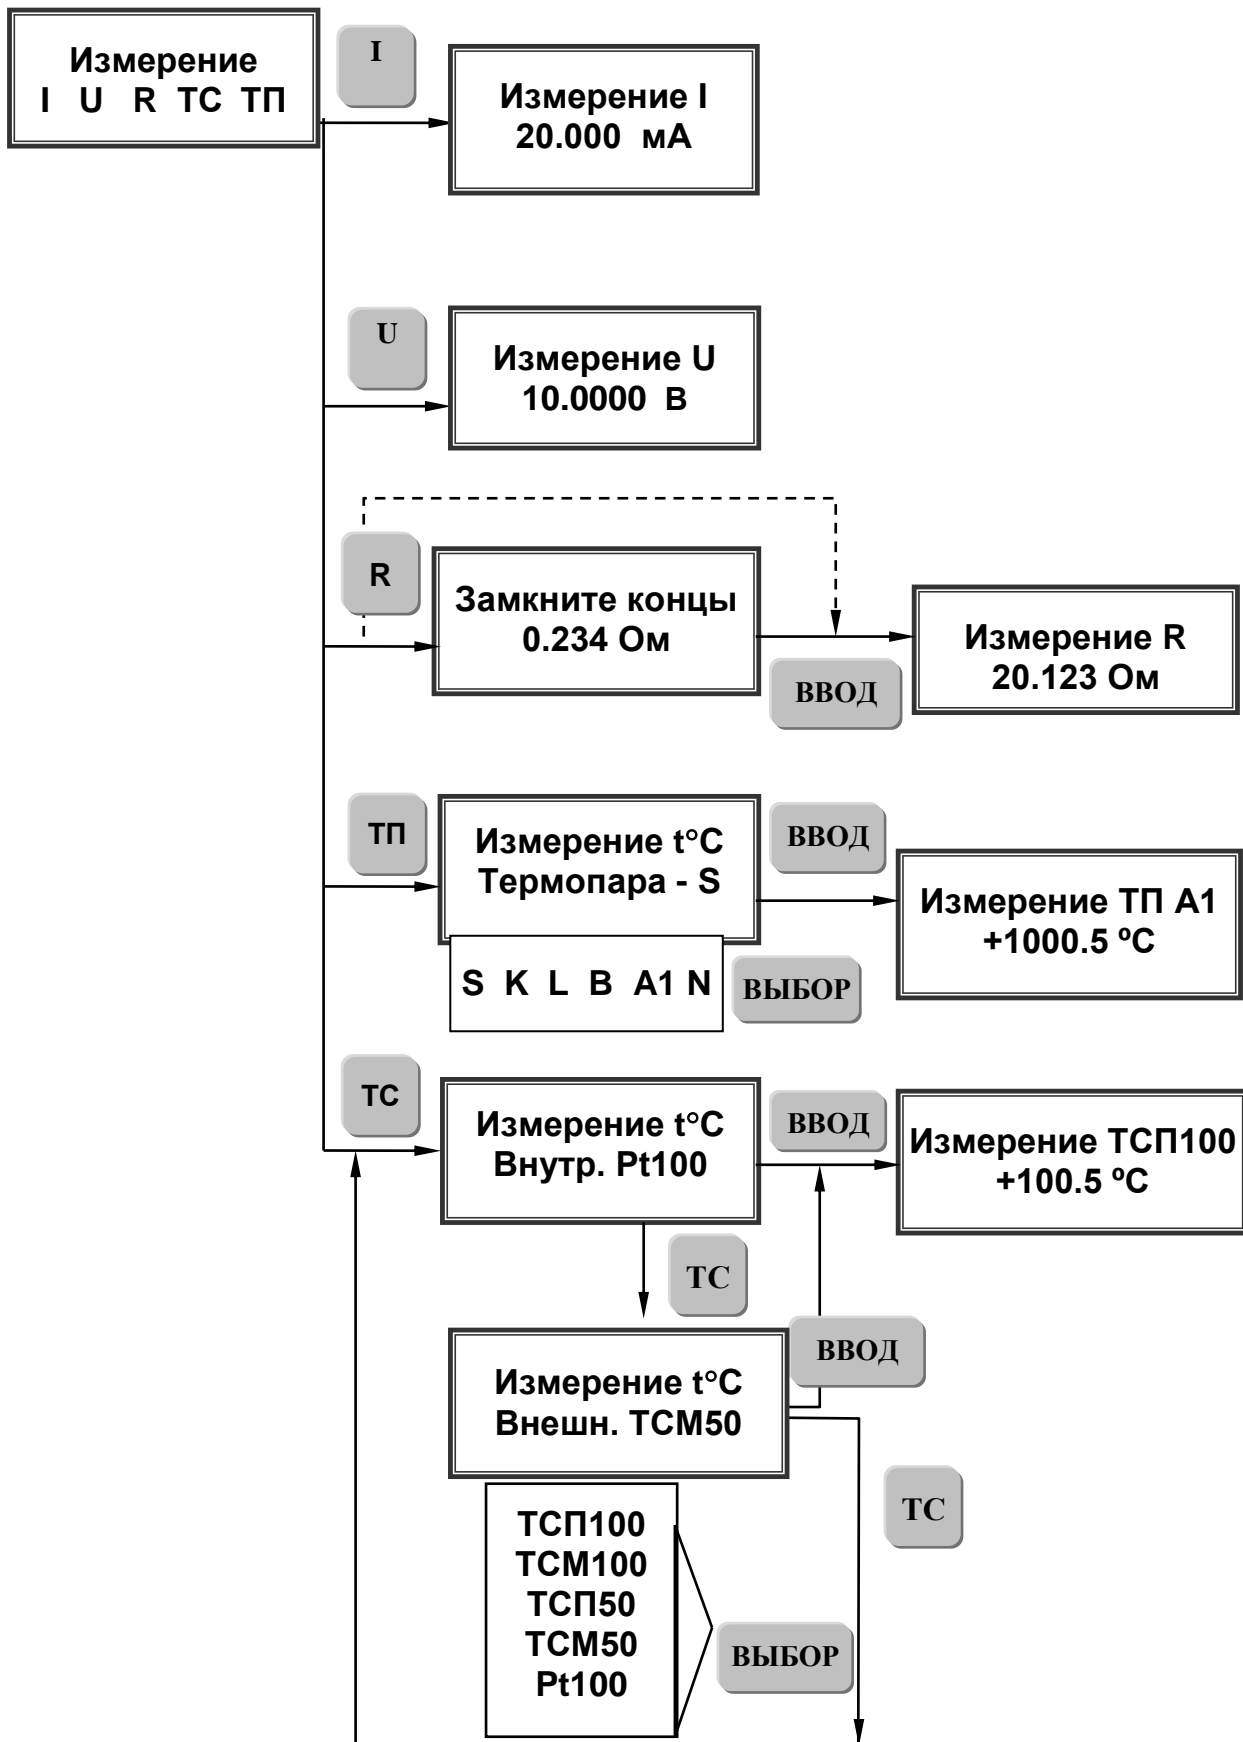 Измерение
I U R ТС ТП
I
Измерение I
20.000 мА
U
Измерение U
10.0000 В
R
Замкните концы
0.234 Ом
ВВОД
Измерение R
20.123 Ом
ТП
Измерение t°C
Термопара - S
S K L B A1 N
ВЫБОР
ВВОД
Измерение ТП А1
+1000.5 ºС
ТС
Измерение t°C
Внутр. Pt100
ВВОД
Измерение ТСП100
+100.5 ºС
ТС
Измерение t°C
Внешн. ТСМ50
ВВОД
ТС
ТСП100
ТСМ100
ТСП50
ТСМ50
Pt100
ВЫБОР